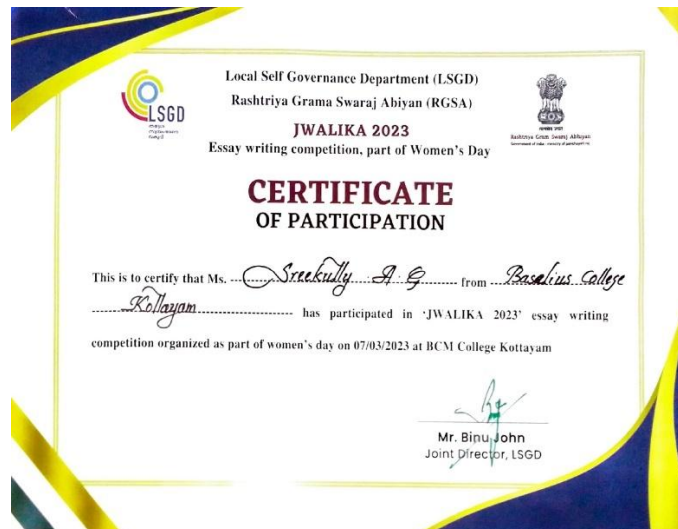 LSGD
Local Self Governance Department (LSGD)
Rashtriya Grama Swaraj Abiyan (RGSA)
JWALIKA 2023
Essay writing competition, part of Women's Day
Rashtriya Gram Swaraj Abhiyan
CERTIFICATE
OF PARTICIPATION
This is to certify that Ms. Sreekutty A G from Baselius College
Kottayam has participated in 'JWALIKA 2023' essay writing
competition organized as part of women's day on 07/03/2023 at BCM College Kottayam
Mr. Binu John
Joint Director, LSGD